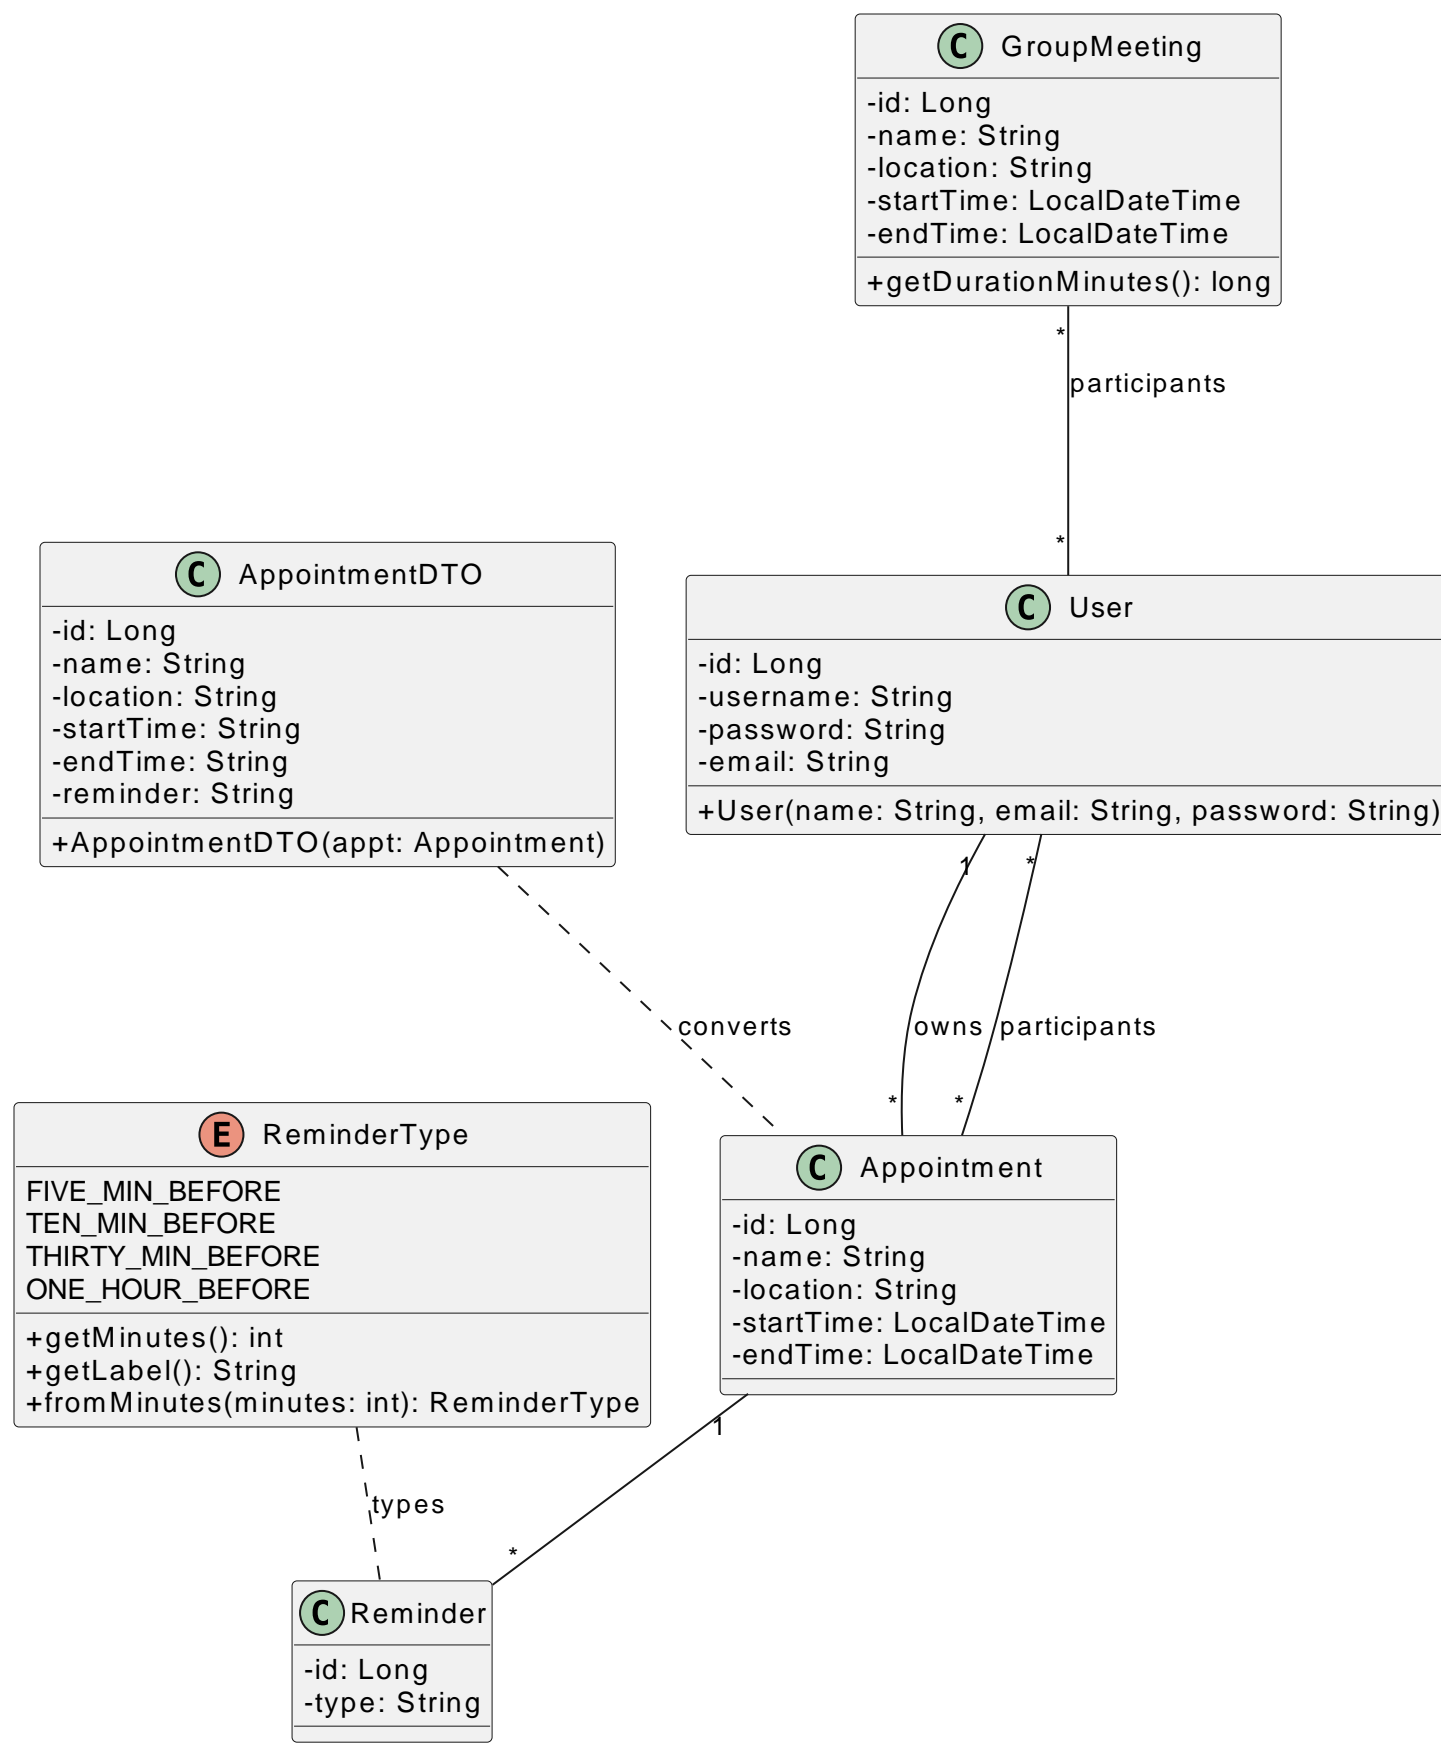 C GroupMeeting
-id: Long
-name: String
-location: String
-startTime: LocalDateTime
-endTime: LocalDateTime
+getDurationMinutes(): long
*
participants
*
C AppointmentDTO
-id: Long
-name: String
-location: String
-startTime: String
-endTime: String
-reminder: String
+AppointmentDTO(appt: Appointment)
C User
-id: Long
-username: String
-password: String
-email: String
+User(name: String, email: String, password: String)
1 *
converts
owns participants
* *
E ReminderType
FIVE_MIN_BEFORE
TEN_MIN_BEFORE
THIRTY_MIN_BEFORE
ONE_HOUR_BEFORE
+getMinutes(): int
+getLabel(): String
+fromMinutes(minutes: int): ReminderType
C Appointment
-id: Long
-name: String
-location: String
-startTime: LocalDateTime
-endTime: LocalDateTime
1
types
*
C Reminder
-id: Long
-type: String